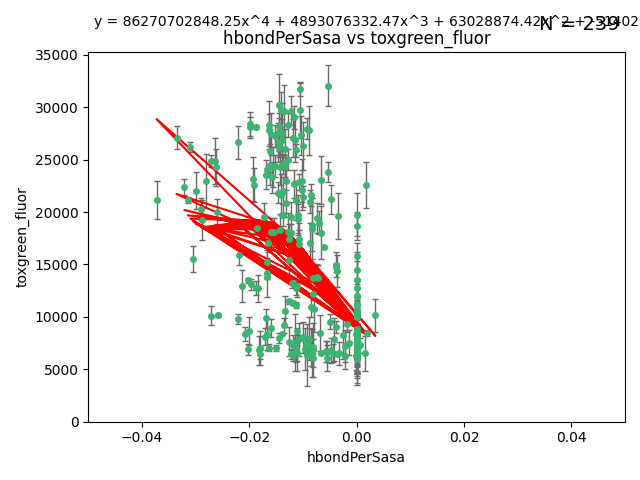 y = 86270702848.25x^4 + 4893076332.47x^3 + 63028874.42x^2 +
N = 239
hbondPerSasa vs toxgreen_fluor
35000
30000
25000
20000
15000
10000
5000
0
toxgreen_fluor
−0.04 −0.02 0.00 0.02 0.04
hbondPerSasa